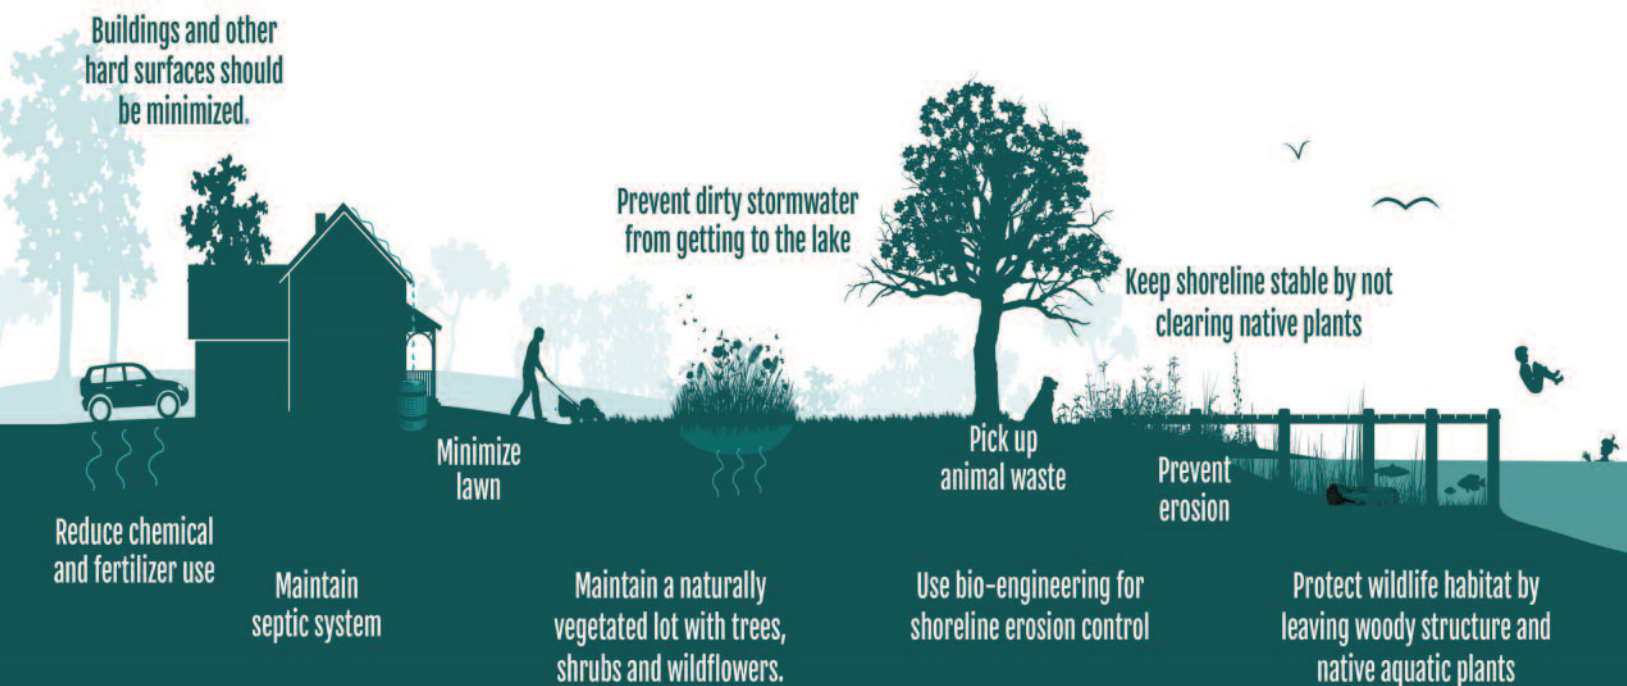 Buildings and other
hard surfaces should
be minimized.
Prevent dirty stormwater
from getting to the lake
Keep shoreline stable by not
clearing native plants
Minimize
lawn
Pick up
animal waste
Prevent
erosion
Reduce chemical
and fertilizer use
Maintain
septic system
Maintain a naturally
vegetated lot with trees,
shrubs and wildflowers.
Use bio-engineering for
shoreline erosion control
Protect wildlife habitat by
leaving woody structure and
native aquatic plants